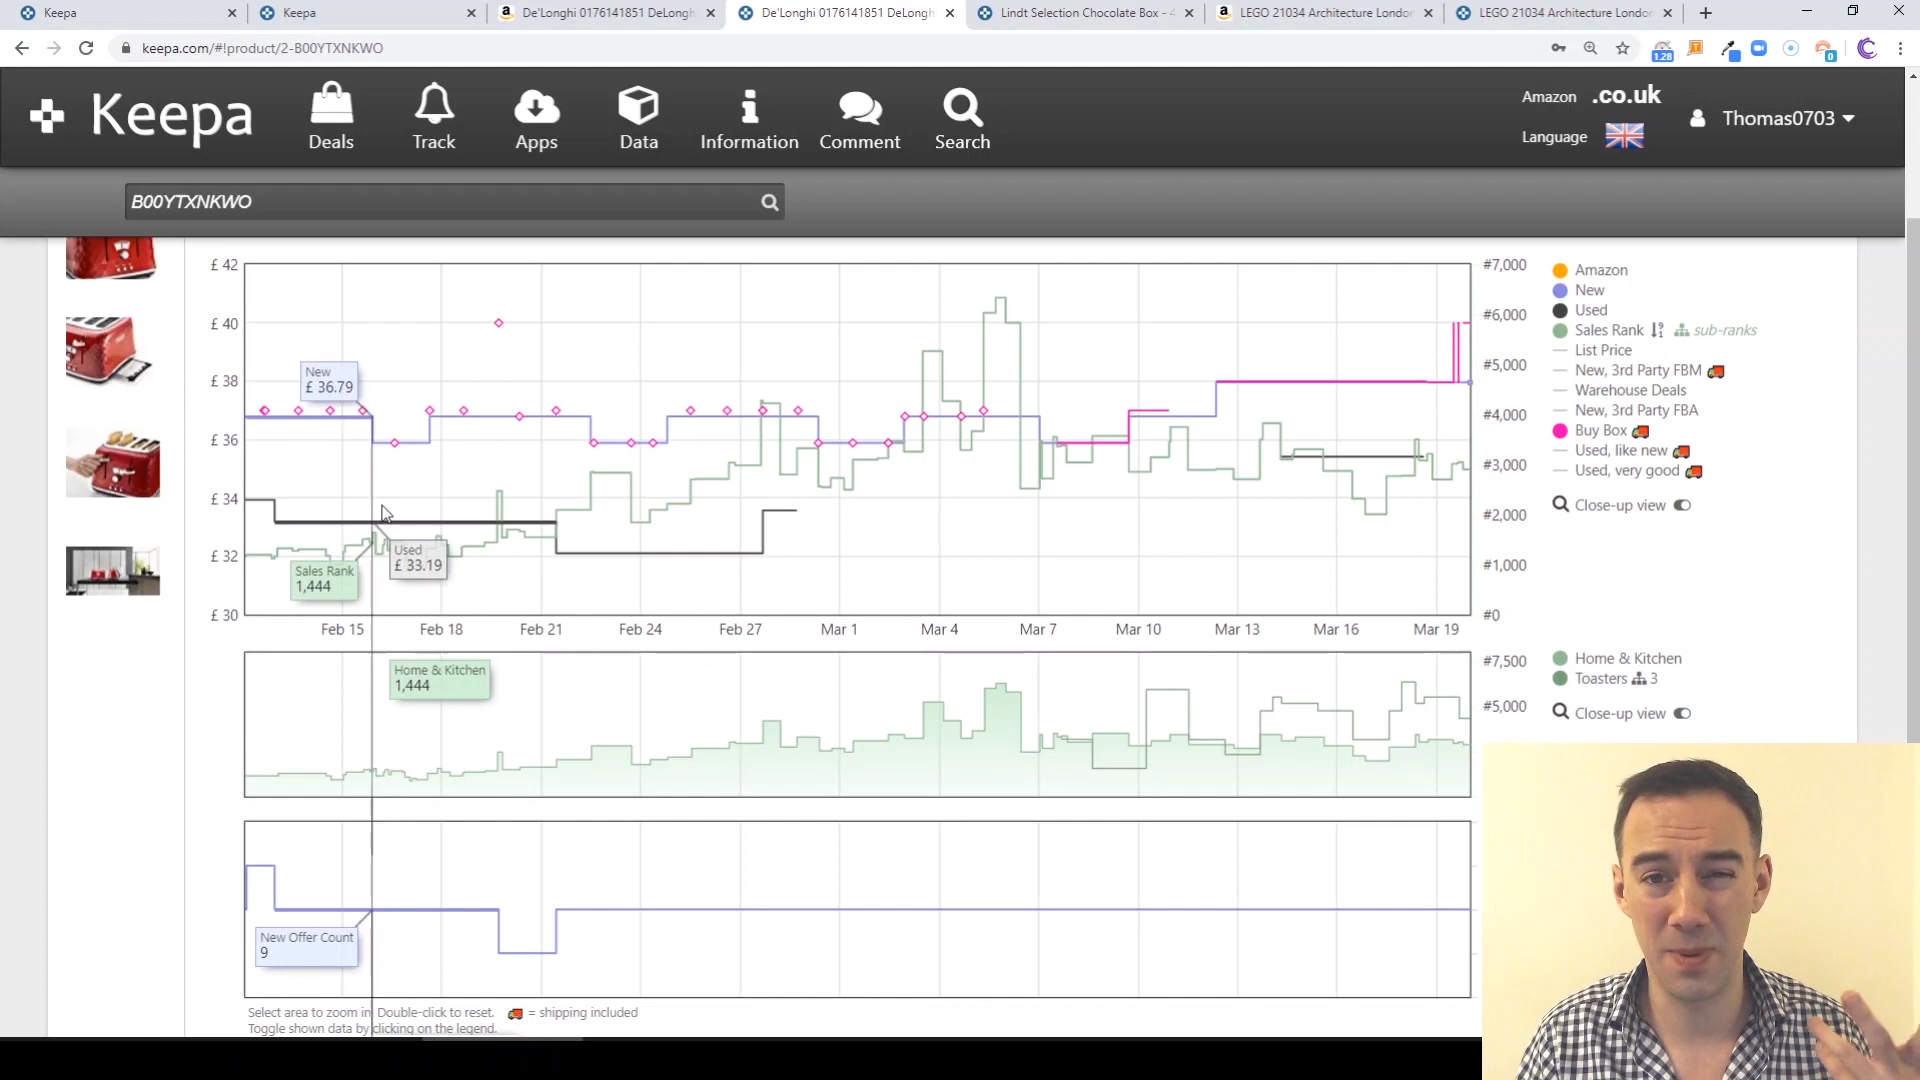 Keepa
Keepa
De'Longhi 0176141851 DeLongh
De'Longhi 0176141851 DeLongh
Lindt Selection Chocolate Box - 4
LEGO 21034 Architecture London
LEGO 21034 Architecture London
keepa.com/#!product/2-B00YTXNKWO
1.28
0
Keepa
Deals
Track
Apps
Data
Information
Comment
Search
Amazon .co.uk
Language
Thomas0703
B00YTXNKWO
£ 42
£ 40
£ 38
£ 36
£ 34
£ 32
£ 30
New
£ 36.79
Used
£ 33.19
Sales Rank
1,444
#7,000
#6,000
#5,000
#4,000
#3,000
#2,000
#1,000
#0
Feb 15
Feb 18
Feb 21
Feb 24
Feb 27
Mar 1
Mar 4
Mar 7
Mar 10
Mar 13
Mar 16
Mar 19
Amazon
New
Used
Sales Rank sub-ranks
List Price
New, 3rd Party FBM
Warehouse Deals
New, 3rd Party FBA
Buy Box
Used, like new
Used, very good
Close-up view
Home & Kitchen
1,444
#7,500
#5,000
Home & Kitchen
Toasters 3
Close-up view
New Offer Count
9
Select area to zoom in Double-click to reset. = shipping included
Toggle shown data by clicking on the legend.